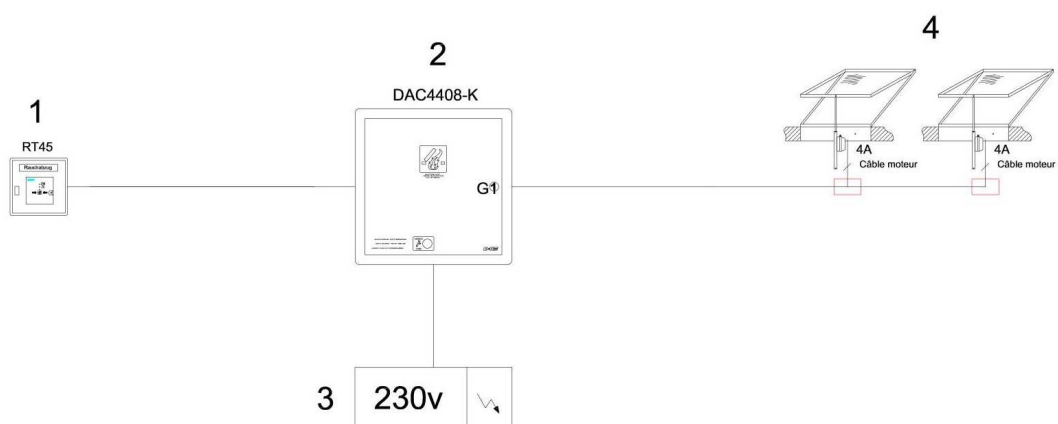 4
2
DAC4408-K
1
RT45
Rauchabzug
4A
4A
Câble moteur
Câble moteur
G1
3
230v